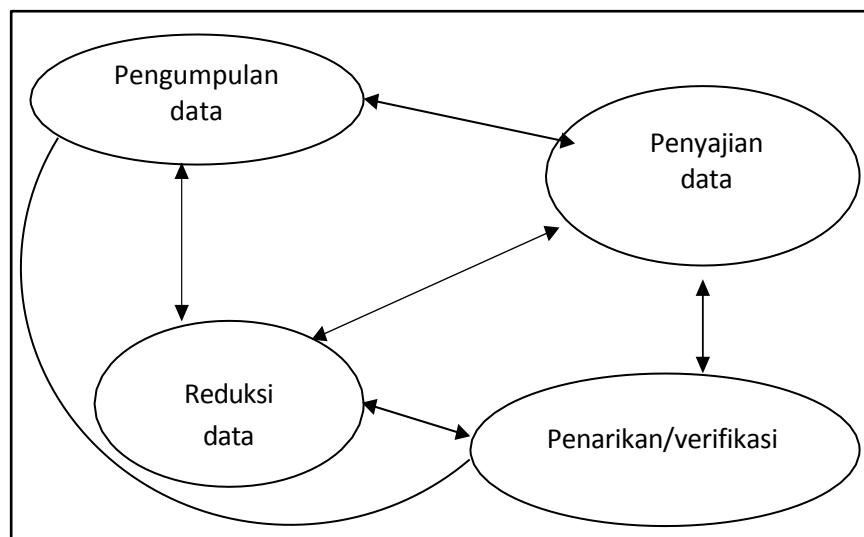 Pengumpulan
data
Penyajian
data
Reduksi
data
Penarikan/verifikasi